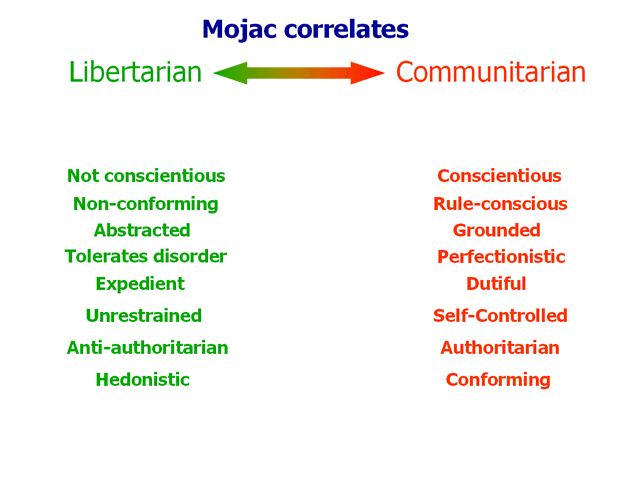 Mojac correlates
Libertarian Communitarian
Not conscientious Conscientious
Non-conforming Rule-conscious
Abstracted Grounded
Tolerates disorder Perfectionistic
Expedient Dutiful
Unrestrained Self-Controlled
Anti-authoritarian Authoritarian
Hedonistic Conforming